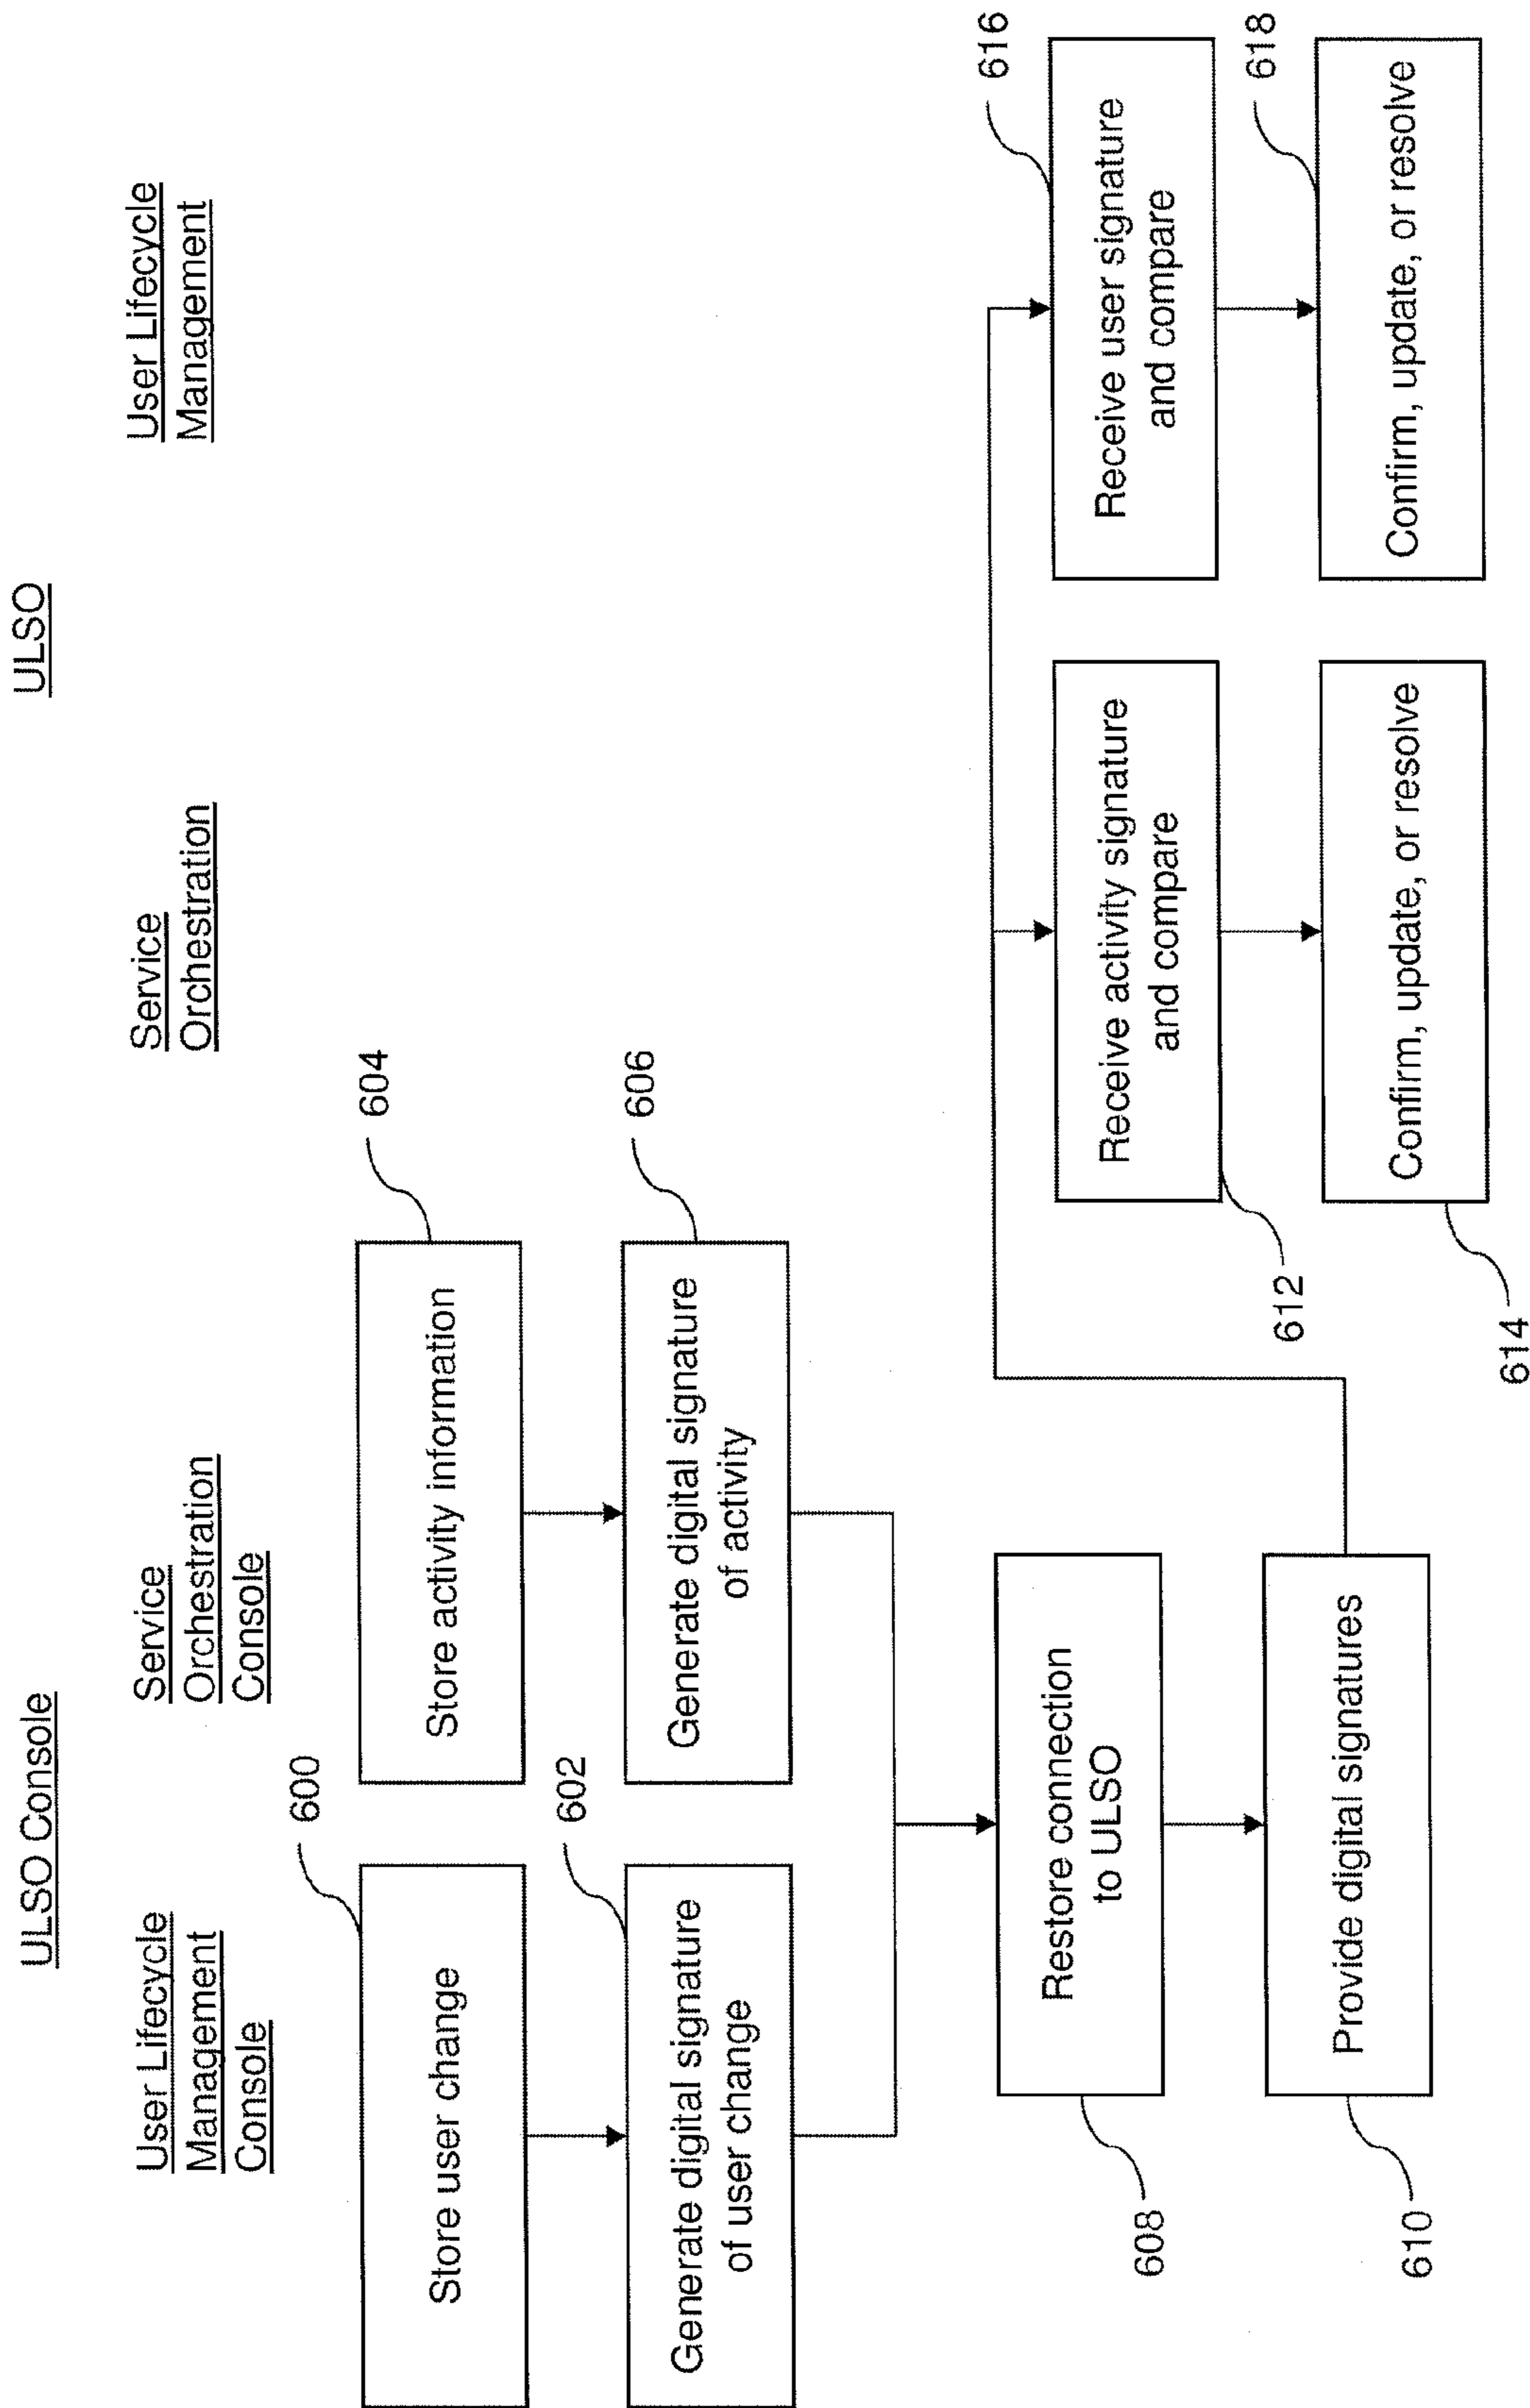 ULSO Console
ULSO
User Lifecycle
Management
Console
Service
Orchestration
Console
Service
Orchestration
User Lifecycle
Management
600
Store user change
604
Store activity information
602
Generate digital signature
of user change
606
Generate digital signature
of activity
608
Restore connection
to ULSO
610
Provide digital signatures
612
Receive activity signature
and compare
616
Receive user signature
and compare
614
Confirm, update, or resolve
618
Confirm, update, or resolve